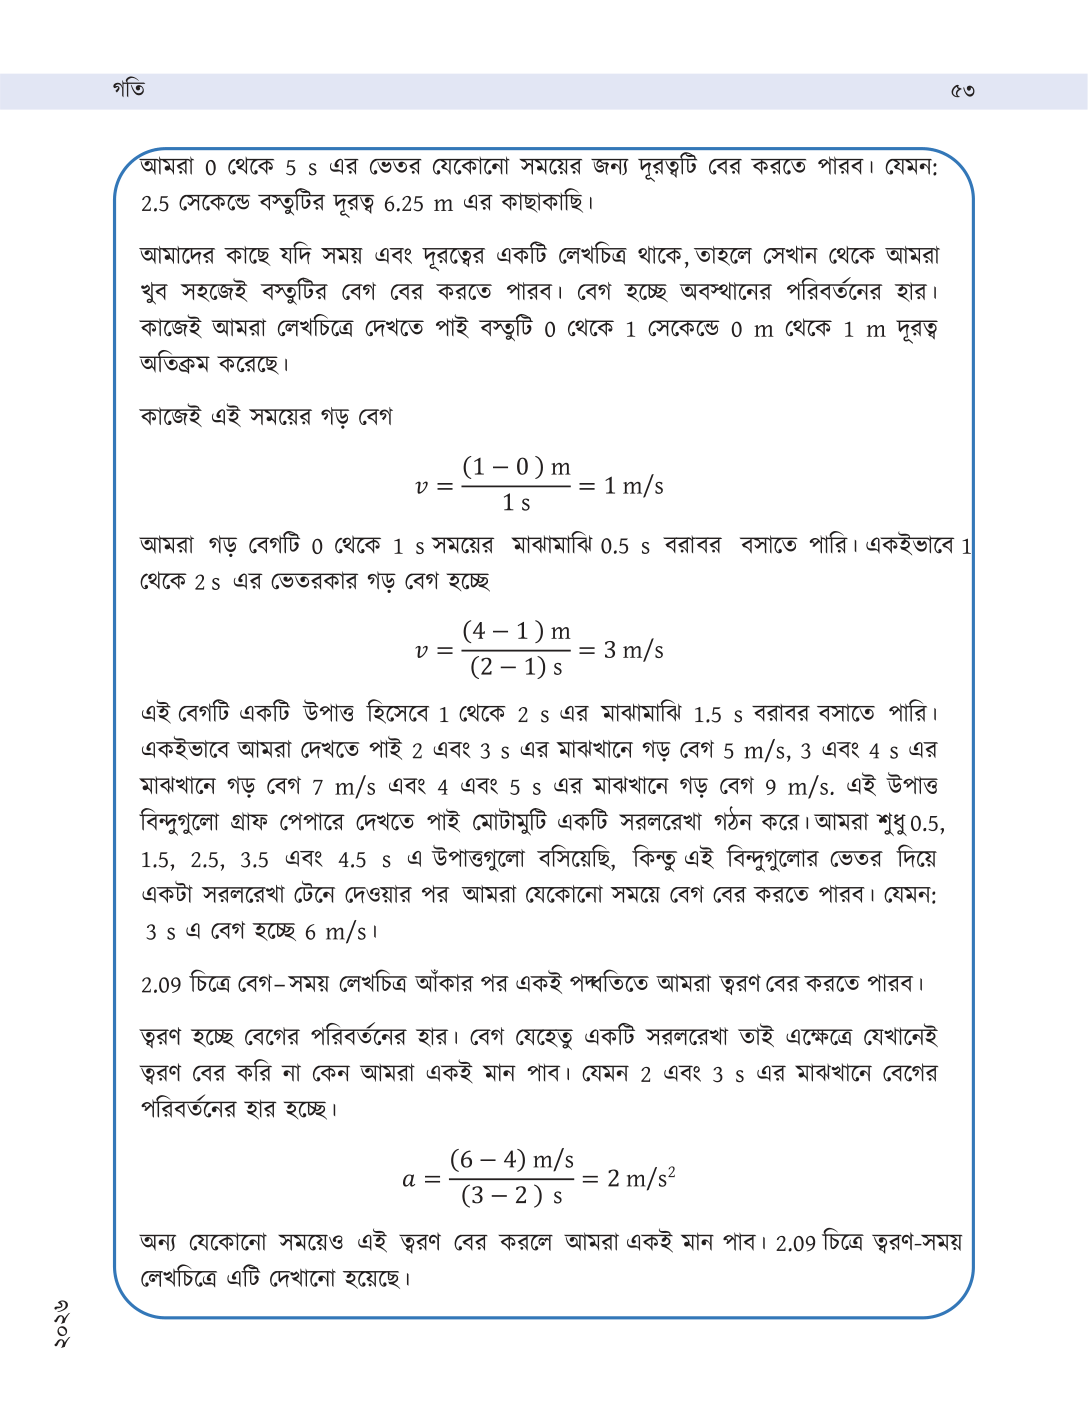 গতি ৫৩
আমরা 0 থেকে 5 s এর ভেতর যেকোনো সময়ের জন্য দূরত্বটি বের করতে পারব। যেমন:
2.5 সেকেন্ডে বস্তুটির দূরত্ব 6.25 m এর কাছাকাছি।
আমাদের কাছে যদি সময় এবং দূরত্বের একটি লেখচিত্র থাকে, তাহলে সেখান থেকে আমরা
খুব সহজেই বস্তুটির বেগ বের করতে পারব। বেগ হচ্ছে অবস্থানের পরিবর্তনের হার।
কাজেই আমরা লেখচিত্রে দেখতে পাই বস্তুটি 0 থেকে 1 সেকেন্ডে 0 m থেকে 1 m দূরত্ব
অতিক্রম করেছে।
কাজেই এই সময়ের গড় বেগ
v = (1 − 0 ) m / 1 s = 1 m/s
আমরা গড় বেগটি 0 থেকে 1 s সময়ের মাঝামাঝি 0.5 s বরাবর বসাতে পারি। একইভাবে 1
থেকে 2 s এর ভেতরকার গড় বেগ হচ্ছে
v = (4 − 1 ) m / (2 − 1) s = 3 m/s
এই বেগটি একটি উপাত্ত হিসেবে 1 থেকে 2 s এর মাঝামাঝি 1.5 s বরাবর বসাতে পারি।
একইভাবে আমরা দেখতে পাই 2 এবং 3 s এর মাঝখানে গড় বেগ 5 m/s, 3 এবং 4 s এর
মাঝখানে গড় বেগ 7 m/s এবং 4 এবং 5 s এর মাঝখানে গড় বেগ 9 m/s. এই উপাত্ত
বিন্দুগুলো গ্রাফ পেপারে দেখতে পাই মোটামুটি একটি সরলরেখা গঠন করে। আমরা শুধু 0.5,
1.5, 2.5, 3.5 এবং 4.5 s এ উপাত্তগুলো বসিয়েছি, কিন্তু এই বিন্দুগুলোর ভেতর দিয়ে
একটা সরলরেখা টেনে দেওয়ার পর আমরা যেকোনো সময়ে বেগ বের করতে পারব। যেমন:
3 s এ বেগ হচ্ছে 6 m/s।
2.09 চিত্রে বেগ–সময় লেখচিত্র আঁকার পর একই পদ্ধতিতে আমরা ত্বরণ বের করতে পারব।
ত্বরণ হচ্ছে বেগের পরিবর্তনের হার। বেগ যেহেতু একটি সরলরেখা তাই এক্ষেত্রে যেখানেই
ত্বরণ বের করি না কেন আমরা একই মান পাব। যেমন 2 এবং 3 s এর মাঝখানে বেগের
পরিবর্তনের হার হচ্ছে।
a = (6 − 4) m/s / (3 − 2 ) s = 2 m/s²
অন্য যেকোনো সময়েও এই ত্বরণ বের করলে আমরা একই মান পাব। 2.09 চিত্রে ত্বরণ-সময়
লেখচিত্রে এটি দেখানো হয়েছে।
২০২৬